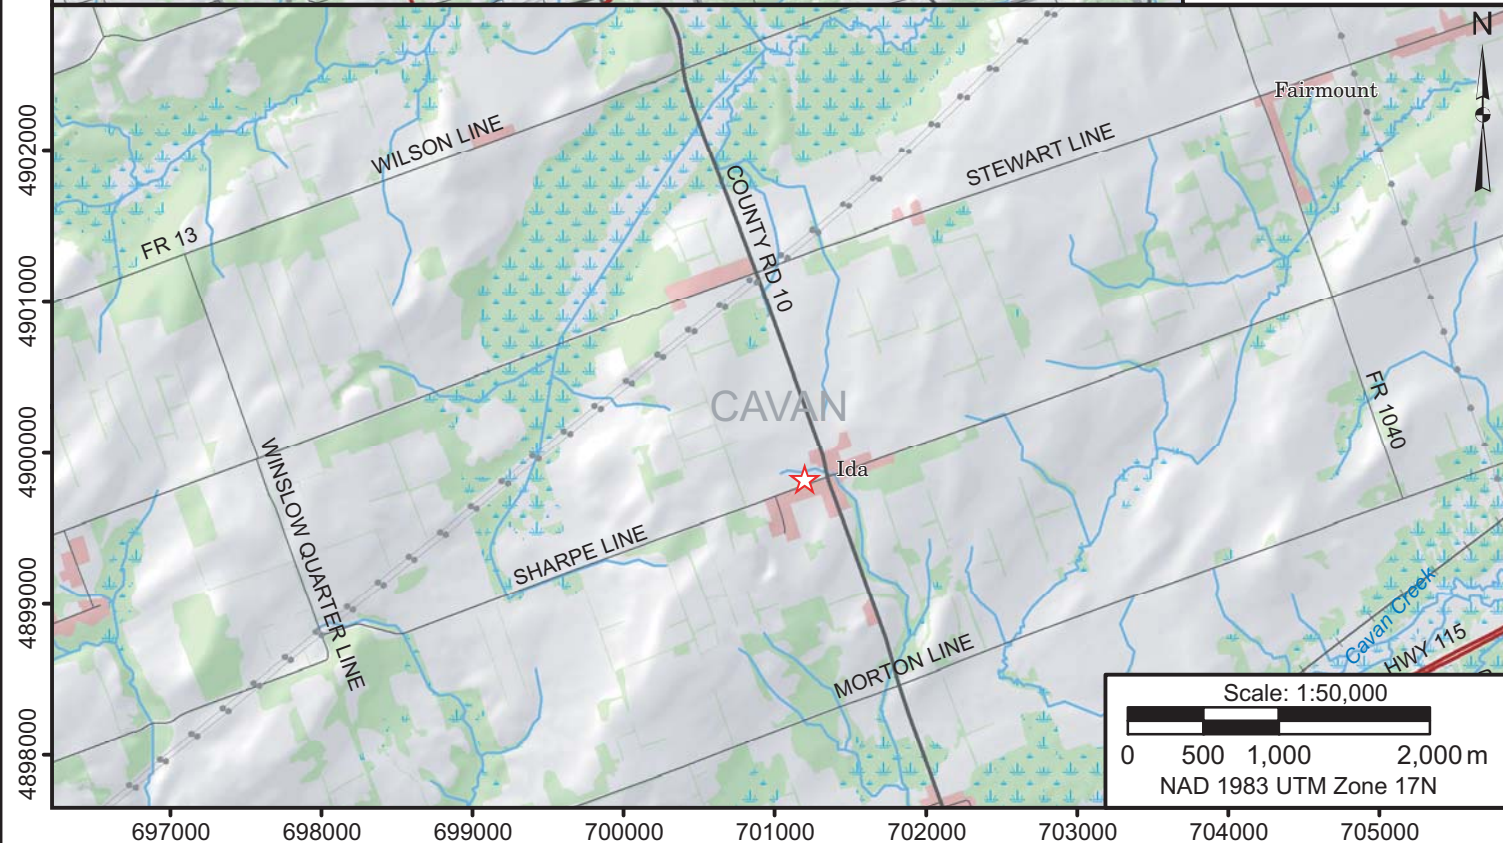 N
Fairmount
4902000
WILSON LINE
STEWART LINE
FR 13
COUNTY RD 10
4901000
CAVAN
FR 1040
4900000
Ida
WINSLOW QUARTER LINE
SHARPE LINE
4899000
Cavan Creek
MORTON LINE
HWY 115
4898000
Scale: 1:50,000
0 500 1,000 2,000 m
NAD 1983 UTM Zone 17N
697000 698000 699000 700000 701000 702000 703000 704000 705000